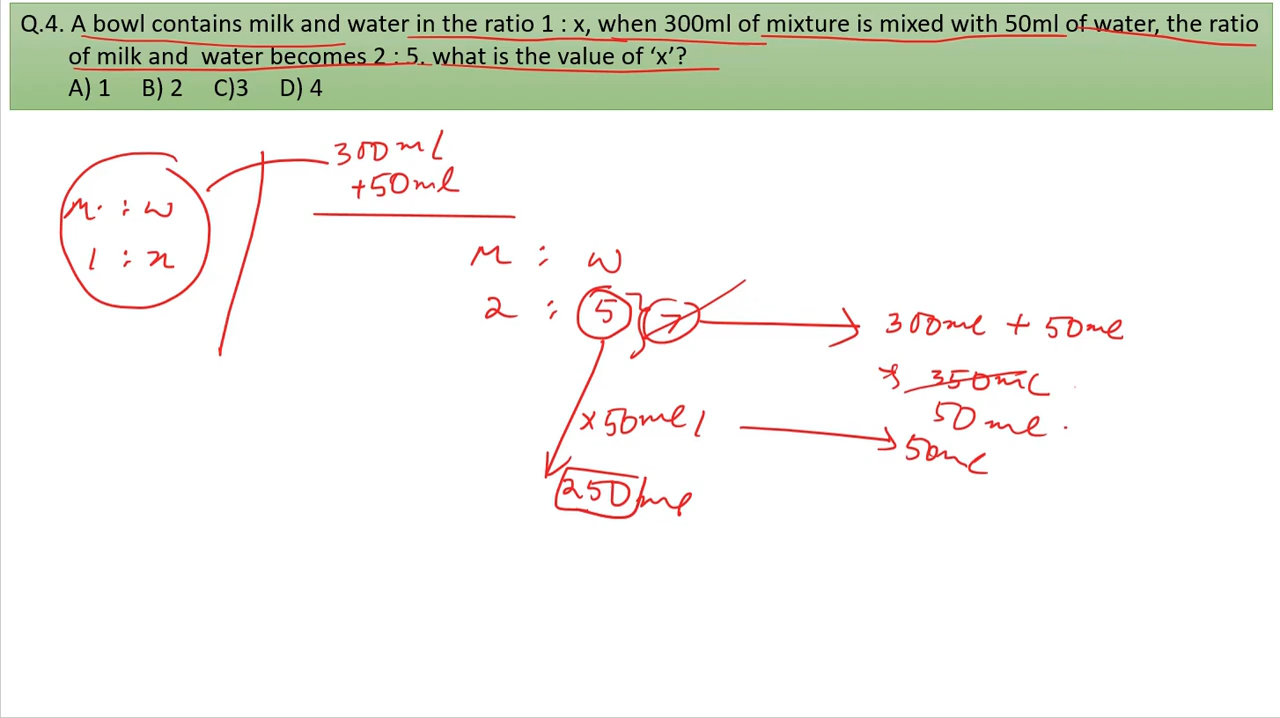 Q.4. A bowl contains milk and water in the ratio 1 : x, when 300ml of mixture is mixed with 50ml of water, the ratio
of milk and water becomes 2 : 5. what is the value of ‘x’?
A) 1 B) 2 C)3 D) 4
300ml
+50ml
M : W
1 : x
M : W
2 : 5 } 7
300ml + 50ml
350ml
50ml
x50ml
50ml
250ml